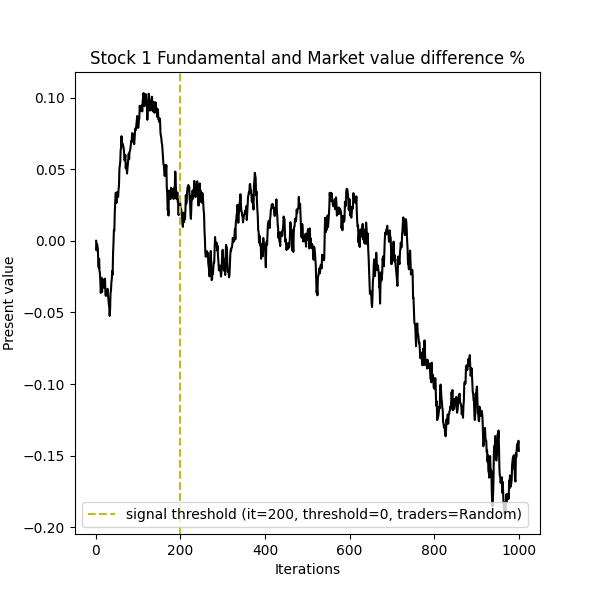 Stock 1 Fundamental and Market value difference %
Present value
0.10
0.05
0.00
−0.05
−0.10
−0.15
−0.20
signal threshold (it=200, threshold=0, traders=Random)
0 200 400 600 800 1000
Iterations